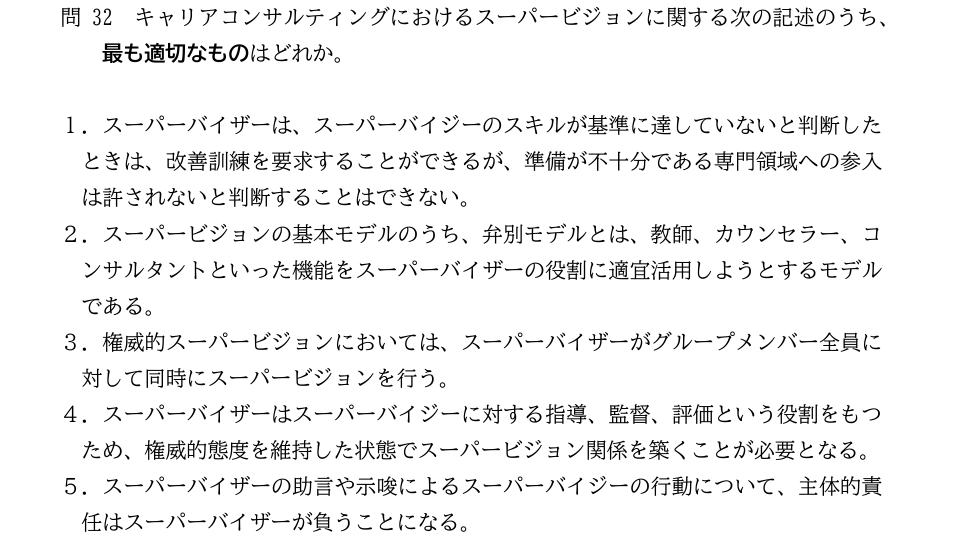 問 32　キャリアコンサルティングにおけるスーパービジョンに関する次の記述のうち、
最も適切なものはどれか。
１．スーパーバイザーは、スーパーバイジーのスキルが基準に達していないと判断した
ときは、改善訓練を要求することができるが、準備が不十分である専門領域への参入
は許されないと判断することはできない。
２．スーパービジョンの基本モデルのうち、弁別モデルとは、教師、カウンセラー、コ
ンサルタントといった機能をスーパーバイザーの役割に適宜活用しようとするモデル
である。
３．権威的スーパービジョンにおいては、スーパーバイザーがグループメンバー全員に
対して同時にスーパービジョンを行う。
４．スーパーバイザーはスーパーバイジーに対する指導、監督、評価という役割をもつ
ため、権威的態度を維持した状態でスーパービジョン関係を築くことが必要となる。
５．スーパーバイザーの助言や示唆によるスーパーバイジーの行動について、主体的責
任はスーパーバイザーが負うことになる。